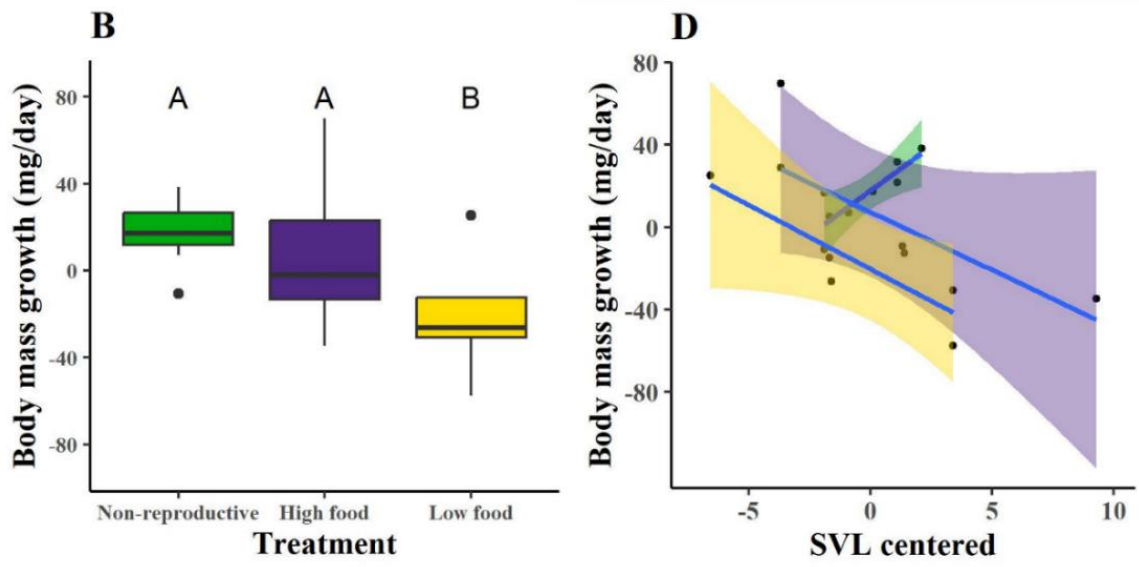 B
Body mass growth (mg/day)
80
40
0
-40
-80
A
A
B
Non-reproductive
High food
Low food
Treatment
D
Body mass growth (mg/day)
80
40
0
-40
-80
-5
0
5
10
SVL centered